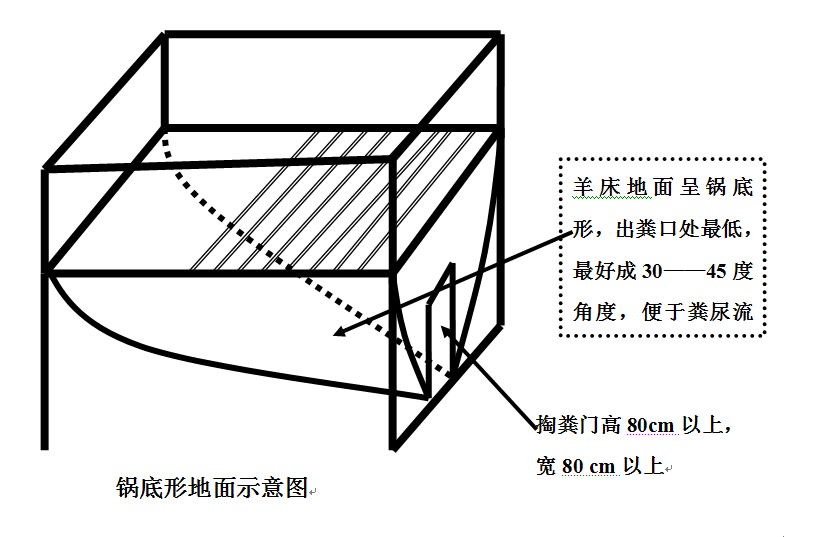 羊床地面呈锅底
形，出粪口处最低，
最好成30——45度
角度，便于粪尿流
掏粪门高80cm以上，
宽80 cm以上
锅底形地面示意图